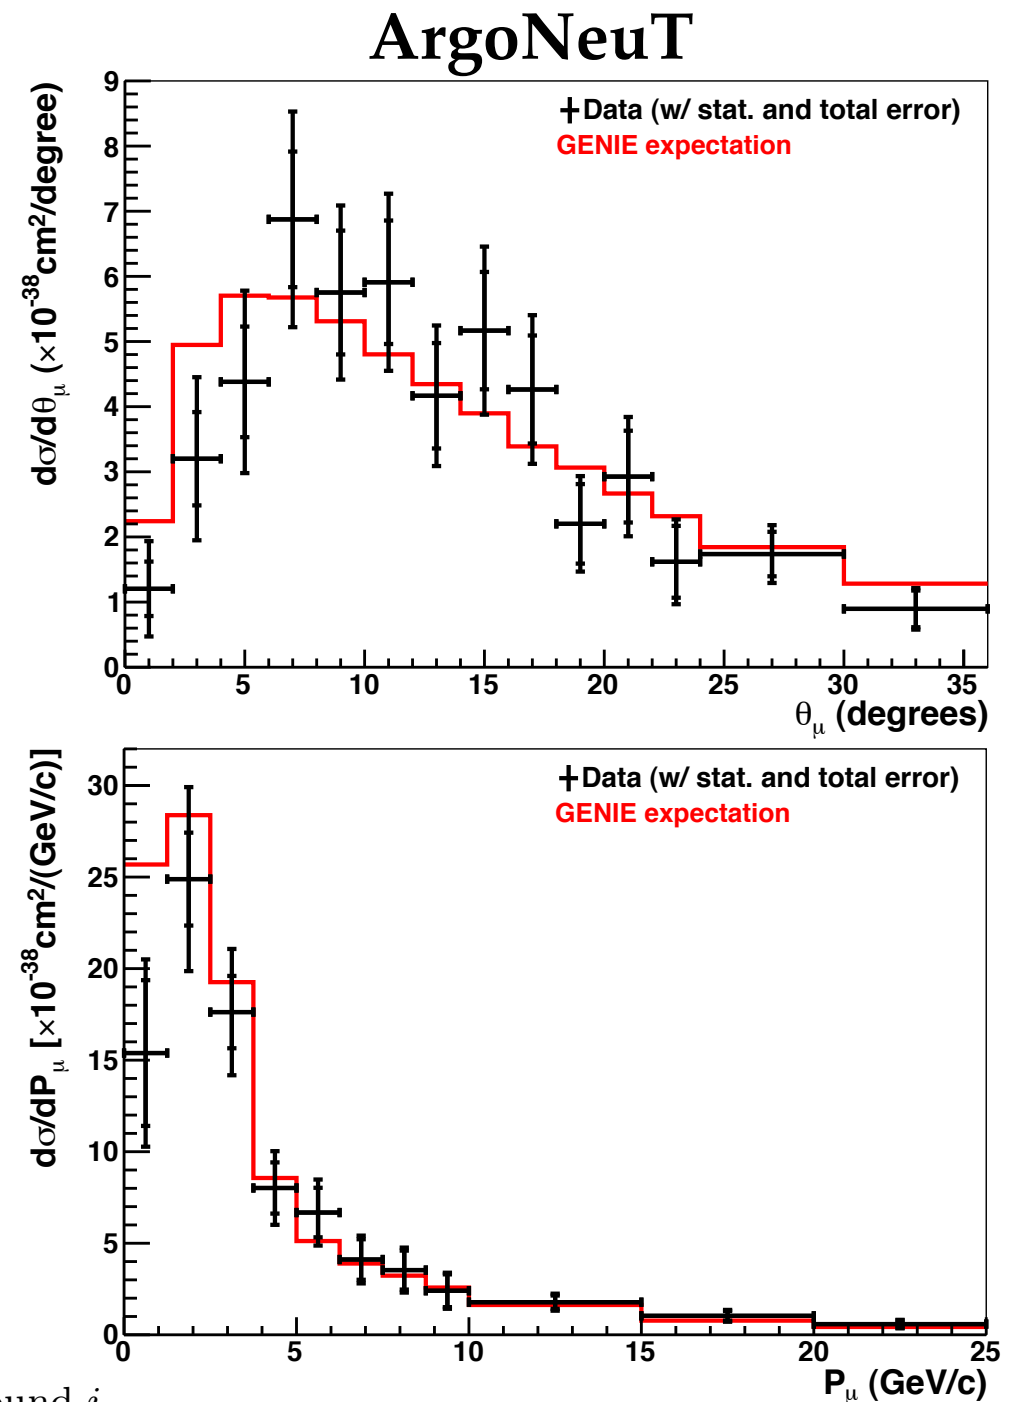 ArgoNeuT
dσ/dθμ (×10-38cm2/degree)
9
8
7
6
5
4
3
2
1
0
Data (w/ stat. and total error)
GENIE expectation
0 5 10 15 20 25 30 35
θμ (degrees)
dσ/dPμ [×10-38cm2/(GeV/c)]
30
25
20
15
10
5
0
Data (w/ stat. and total error)
GENIE expectation
0 5 10 15 20 25
Pμ (GeV/c)